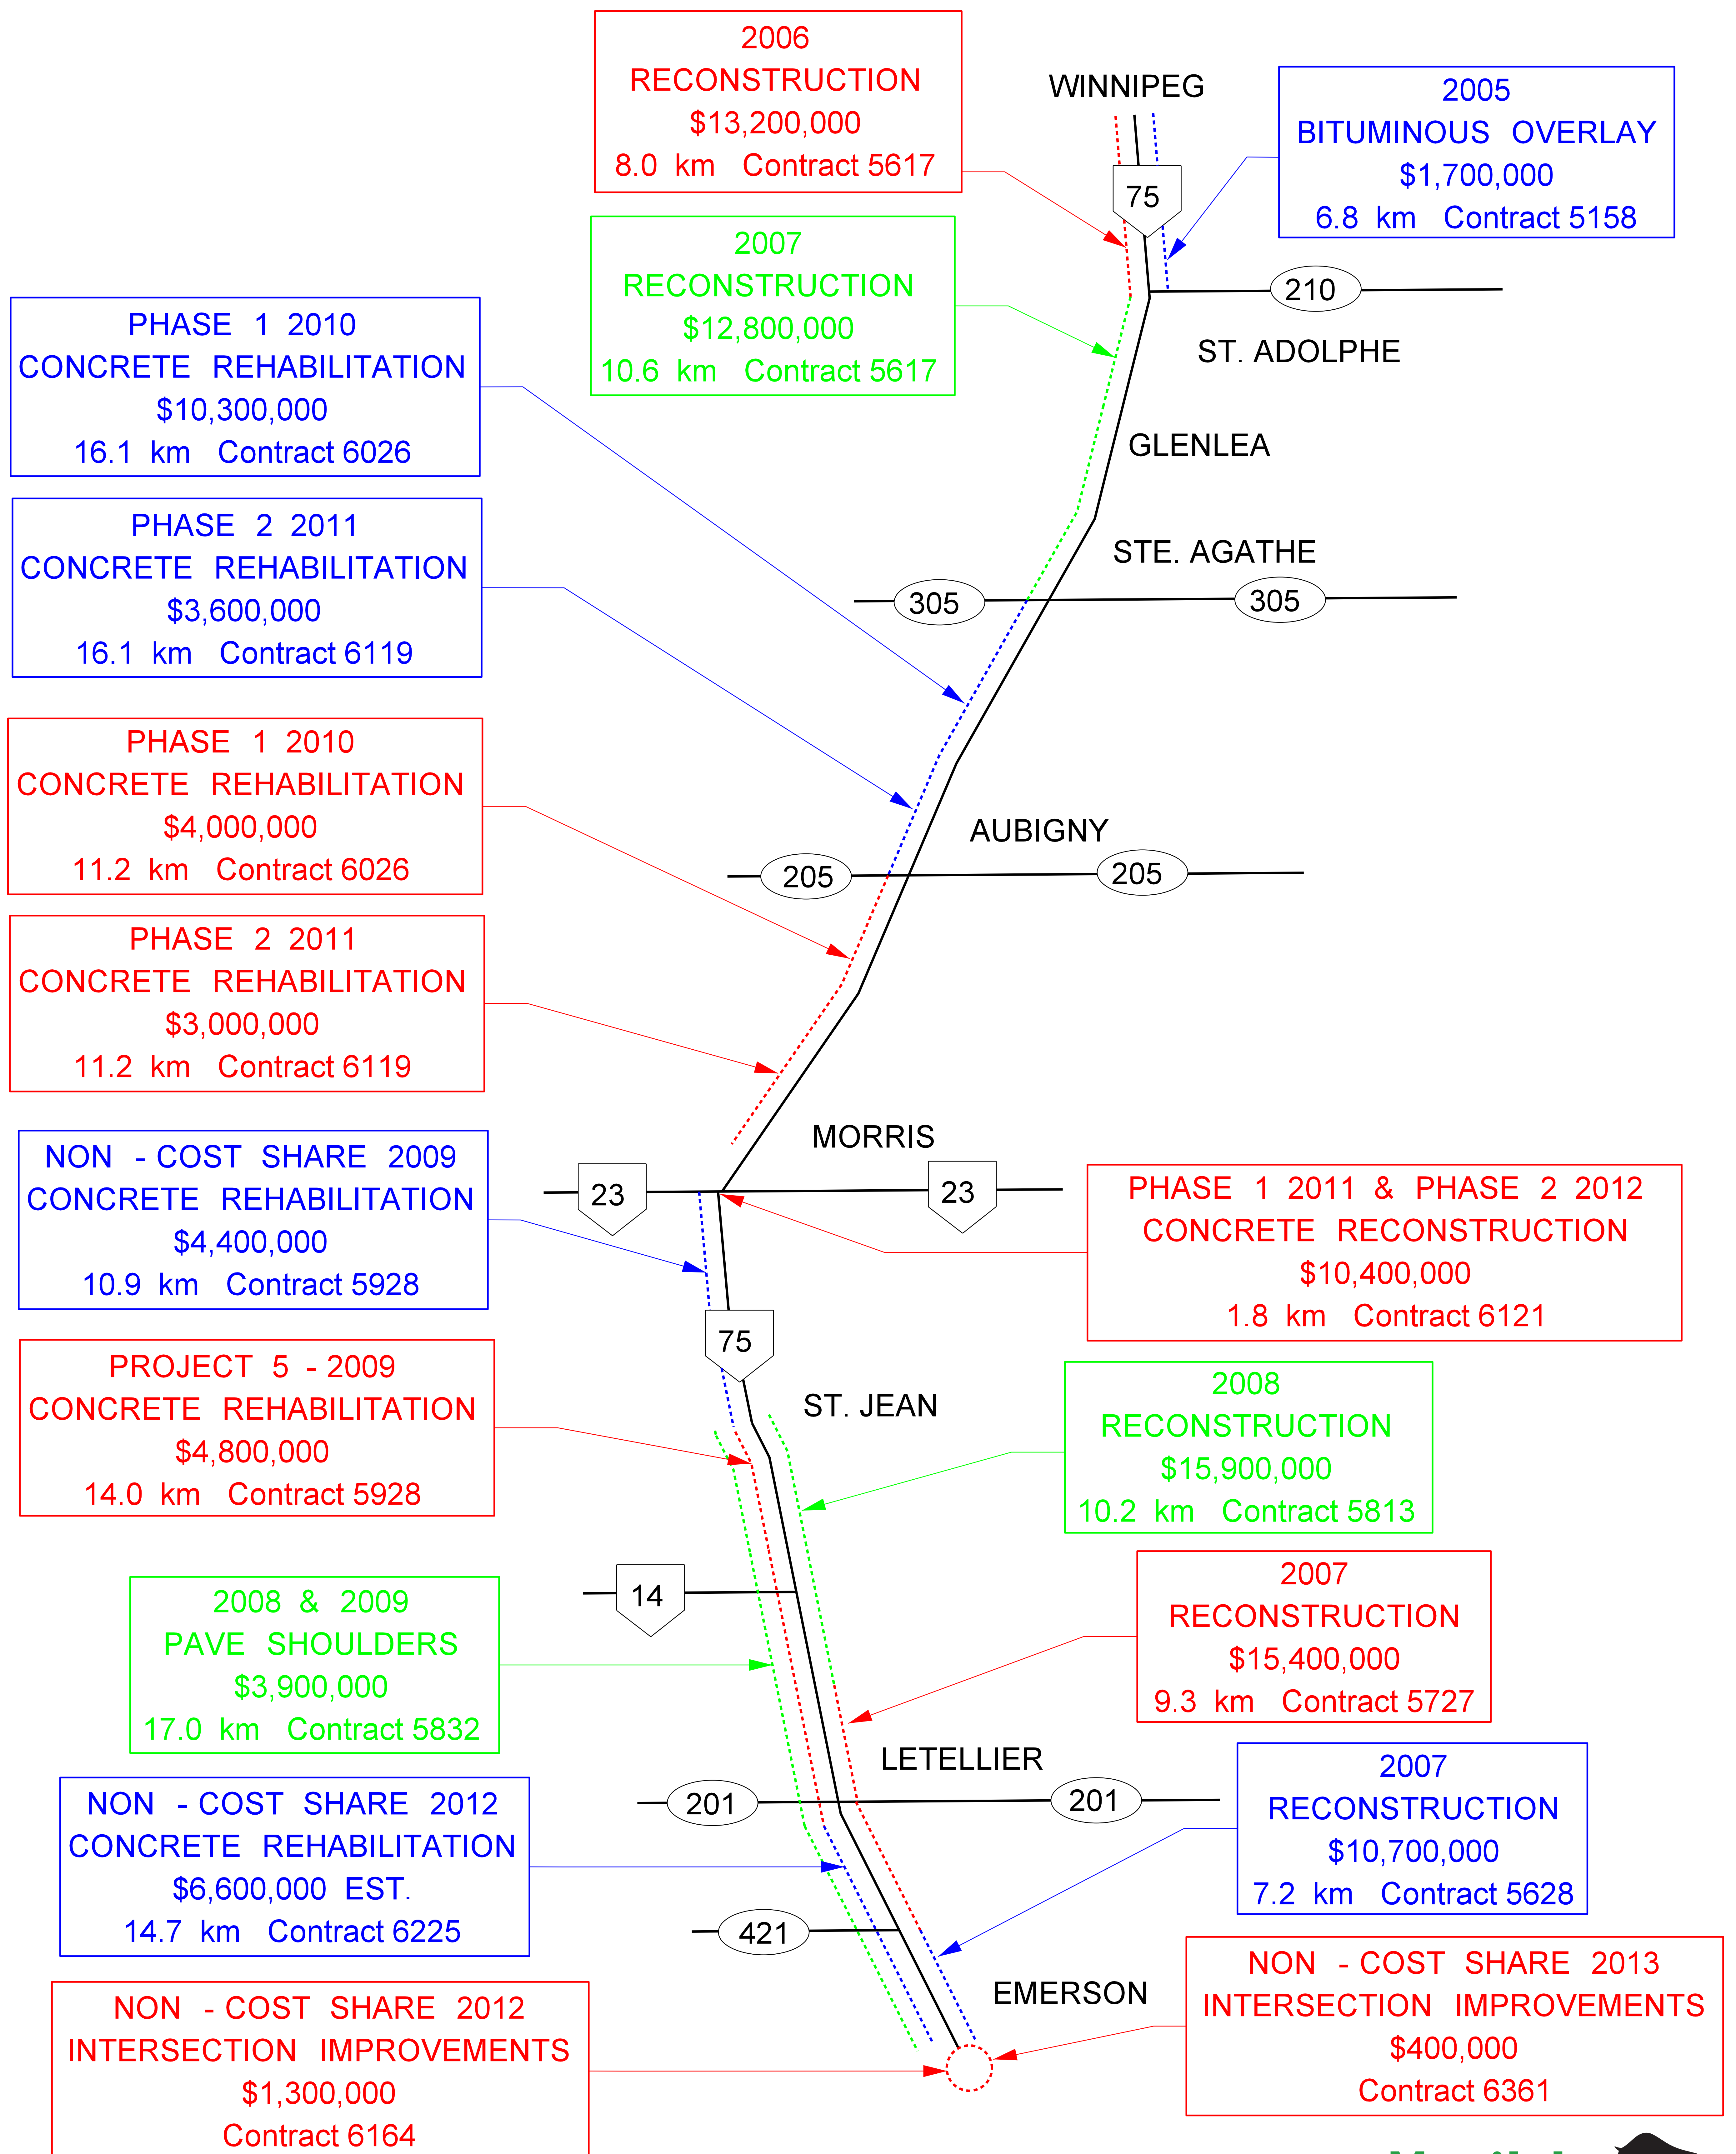 2006
RECONSTRUCTION
$13,200,000
8.0 km Contract 5617
WINNIPEG
2005
BITUMINOUS OVERLAY
$1,700,000
6.8 km Contract 5158
75
2007
RECONSTRUCTION
$12,800,000
10.6 km Contract 5617
210
ST. ADOLPHE
PHASE 1 2010
CONCRETE REHABILITATION
$10,300,000
16.1 km Contract 6026
GLENLEA
PHASE 2 2011
CONCRETE REHABILITATION
$3,600,000
16.1 km Contract 6119
STE. AGATHE
305
305
PHASE 1 2010
CONCRETE REHABILITATION
$4,000,000
11.2 km Contract 6026
AUBIGNY
205
205
PHASE 2 2011
CONCRETE REHABILITATION
$3,000,000
11.2 km Contract 6119
MORRIS
NON - COST SHARE 2009
CONCRETE REHABILITATION
$4,400,000
10.9 km Contract 5928
23
23
PHASE 1 2011 & PHASE 2 2012
CONCRETE RECONSTRUCTION
$10,400,000
1.8 km Contract 6121
75
PROJECT 5 - 2009
CONCRETE REHABILITATION
$4,800,000
14.0 km Contract 5928
ST. JEAN
2008
RECONSTRUCTION
$15,900,000
10.2 km Contract 5813
14
2008 & 2009
PAVE SHOULDERS
$3,900,000
17.0 km Contract 5832
2007
RECONSTRUCTION
$15,400,000
9.3 km Contract 5727
LETELLIER
201
201
NON - COST SHARE 2012
CONCRETE REHABILITATION
$6,600,000 EST.
14.7 km Contract 6225
2007
RECONSTRUCTION
$10,700,000
7.2 km Contract 5628
421
EMERSON
NON - COST SHARE 2012
INTERSECTION IMPROVEMENTS
$1,300,000
Contract 6164
NON - COST SHARE 2013
INTERSECTION IMPROVEMENTS
$400,000
Contract 6361